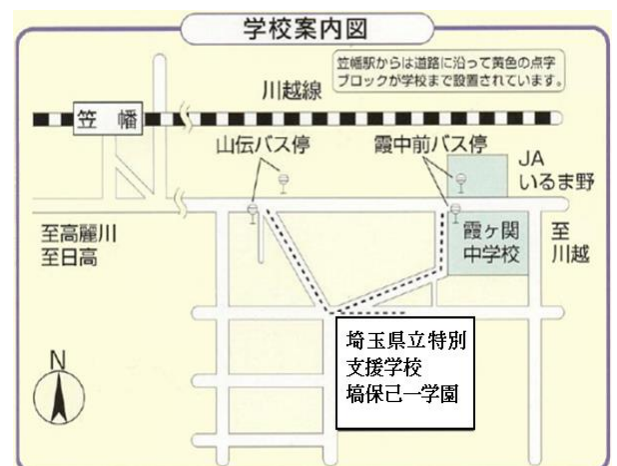 学校案内図
笠幡駅からは道路に沿って黄色の点字
ブロックが学校まで設置されています。
川越線
笠 幡
山伝バス停
霞中前バス停
JA
いるま野
至高麗川
至日高
霞ヶ関
中学校
至
川越
埼玉県立特別
支援学校
塙保己一学園
N